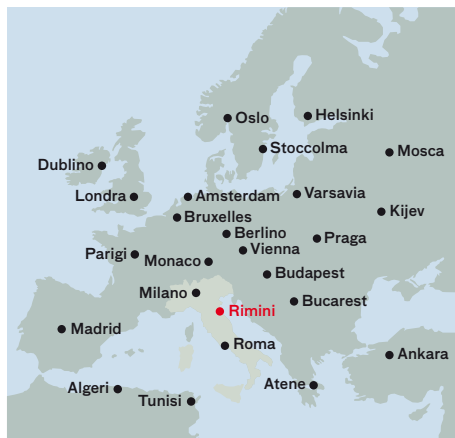 Oslo
Helsinki
Stoccolma
Mosca
Dublino
Londra
Amsterdam
Varsavia
Bruxelles
Kijev
Berlino
Praga
Parigi
Vienna
Monaco
Budapest
Milano
Bucarest
Rimini
Madrid
Roma
Ankara
Algeri
Atene
Tunisi